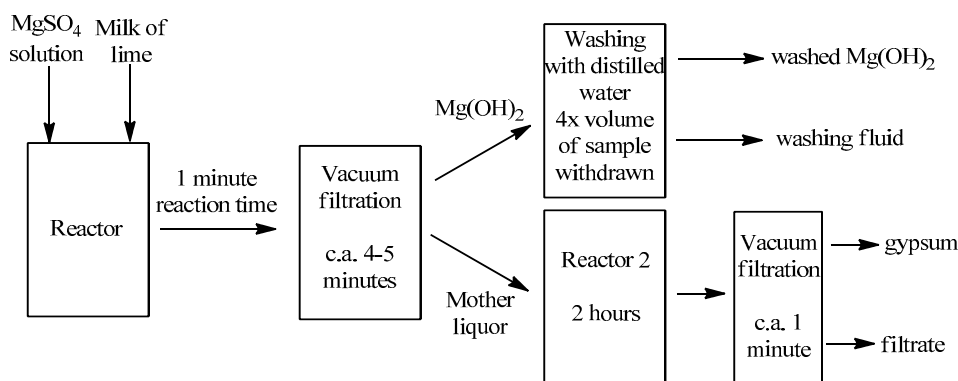 MgSO4
solution
Milk of
lime
Reactor
1 minute
reaction time
Vacuum
filtration
c.a. 4-5
minutes
Mg(OH)2
Mother
liquor
Washing
with distilled
water
4x volume
of sample
withdrawn
washed Mg(OH)2
washing fluid
Reactor 2
2 hours
Vacuum
filtration
c.a. 1
minute
gypsum
filtrate